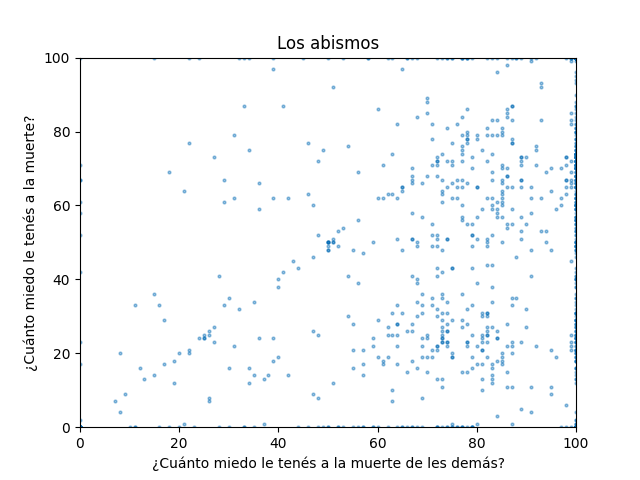 Los abismos
100
80
60
40
20
0
¿Cuánto miedo le tenés a la muerte?
0 20 40 60 80 100
¿Cuánto miedo le tenés a la muerte de les demás?